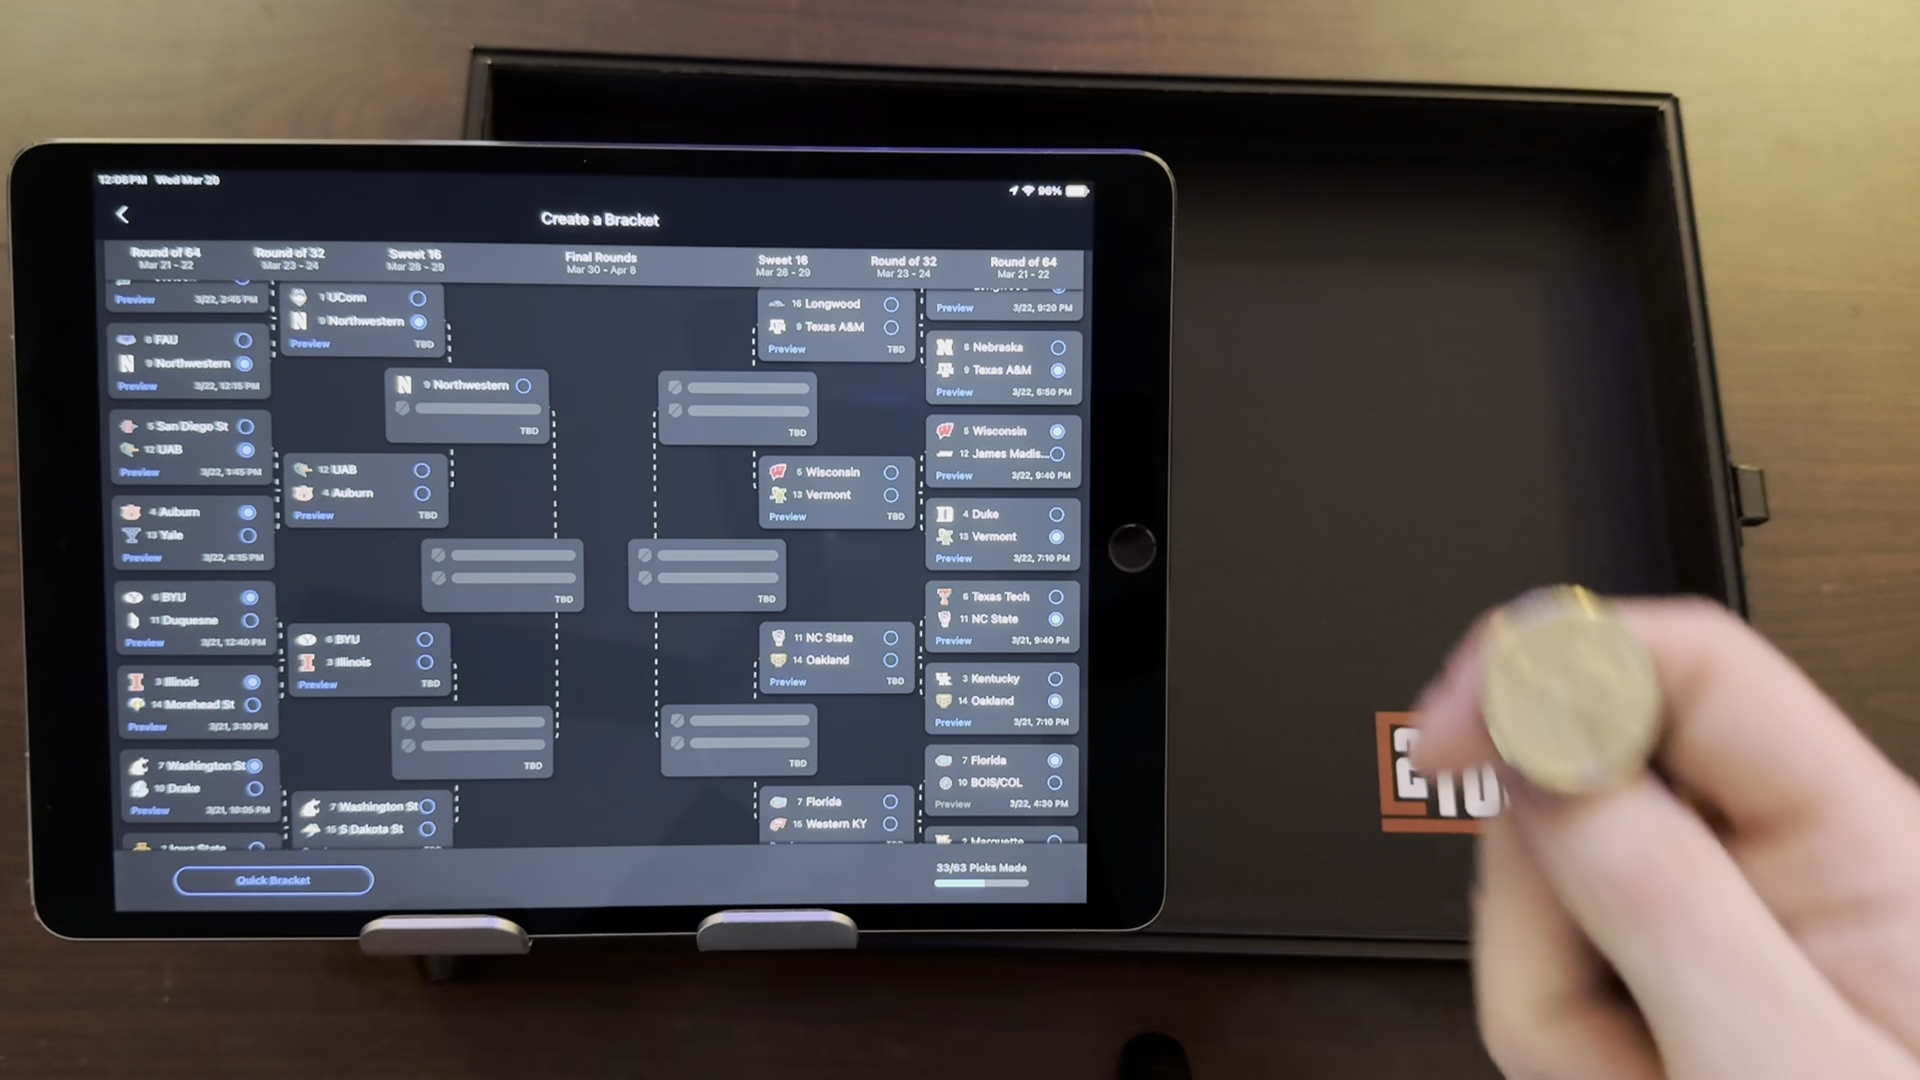 12:06 PM Wed Mar 20
96%
Create a Bracket
Round of 64
Mar 21 - 22
Round of 32
Mar 23 - 24
Sweet 16
Mar 28 - 29
Final Rounds
Mar 30 - Apr 8
Sweet 16
Mar 28 - 29
Round of 32
Mar 23 - 24
Round of 64
Mar 21 - 22
Preview 3/22, 2:45 PM
8 FAU
9 Northwestern
Preview 3/22, 12:15 PM
5 San Diego St
12 UAB
Preview 3/22, 1:45 PM
4 Auburn
13 Yale
Preview 3/22, 4:15 PM
6 BYU
11 Duquesne
Preview 3/21, 12:40 PM
3 Illinois
14 Morehead St
Preview 3/21, 3:10 PM
7 Washington St
10 Drake
Preview 3/21, 10:05 PM
2 Iowa State
1 UConn
9 Northwestern
Preview TBD
12 UAB
4 Auburn
Preview TBD
6 BYU
3 Illinois
Preview TBD
7 Washington St
15 S Dakota St
9 Northwestern
TBD
TBD
TBD
TBD
TBD
TBD
16 Longwood
9 Texas A&M
Preview TBD
5 Wisconsin
13 Vermont
Preview TBD
11 NC State
14 Oakland
Preview TBD
7 Florida
15 Western KY
Longwood
Preview 3/22, 9:20 PM
8 Nebraska
9 Texas A&M
Preview 3/22, 6:50 PM
5 Wisconsin
12 James Madis...
Preview 3/22, 9:40 PM
4 Duke
13 Vermont
Preview 3/22, 7:10 PM
6 Texas Tech
11 NC State
Preview 3/21, 9:40 PM
3 Kentucky
14 Oakland
Preview 3/21, 7:10 PM
7 Florida
10 BOIS/COL
Preview 3/22, 4:30 PM
2 Marquette
Quick Bracket
33/63 Picks Made